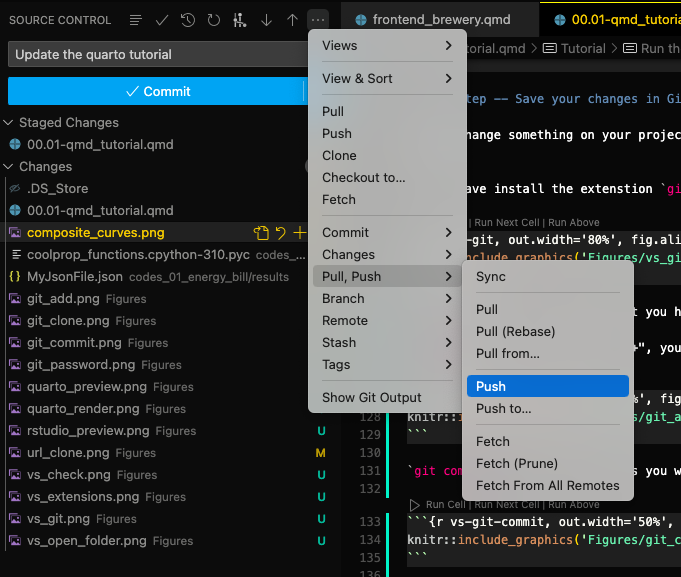 SOURCE CONTROL
Update the quarto tutorial
Commit
Staged Changes
00.01-qmd_tutorial.qmd
Changes
.DS_Store
00.01-qmd_tutorial.qmd
composite_curves.png
coolprop_functions.cpython-310.pyc codes_...
MyJsonFile.json codes_01_energy_bill/results
git_add.png Figures
git_clone.png Figures
git_commit.png Figures
git_password.png Figures
quarto_preview.png Figures
quarto_render.png Figures
rstudio_preview.png Figures U
url_clone.png Figures M
vs_check.png Figures U
vs_extensions.png Figures U
vs_git.png Figures U
vs_open_folder.png Figures U
Views
View & Sort
Pull
Push
Clone
Checkout to...
Fetch
Commit
Changes
Pull, Push
Branch
Remote
Stash
Tags
Show Git Output
Sync
Pull
Pull (Rebase)
Pull from...
Push
Push to...
Fetch
Fetch (Prune)
Fetch From All Remotes
frontend_brewery.qmd
00.01-qmd_tutoria
torial.qmd > Tutorial > Run th
tep -- Save your changes in Gi
hange something on your projec
ave install the extenstion `gi
| Run Next Cell | Run Above
-git, out.width='80%', fig.ali
include_graphics('Figures/vs_gi
t you h
+", you
%', fig
128 knitr::i s/git_a
129 ```
130
131 `git com s you w
132
Run Cell | Run Next Cell | Run Above
133 ```{r vs-git-commit, out.width='50%',
134 knitr::include_graphics('Figures/git_c
135 ```
136